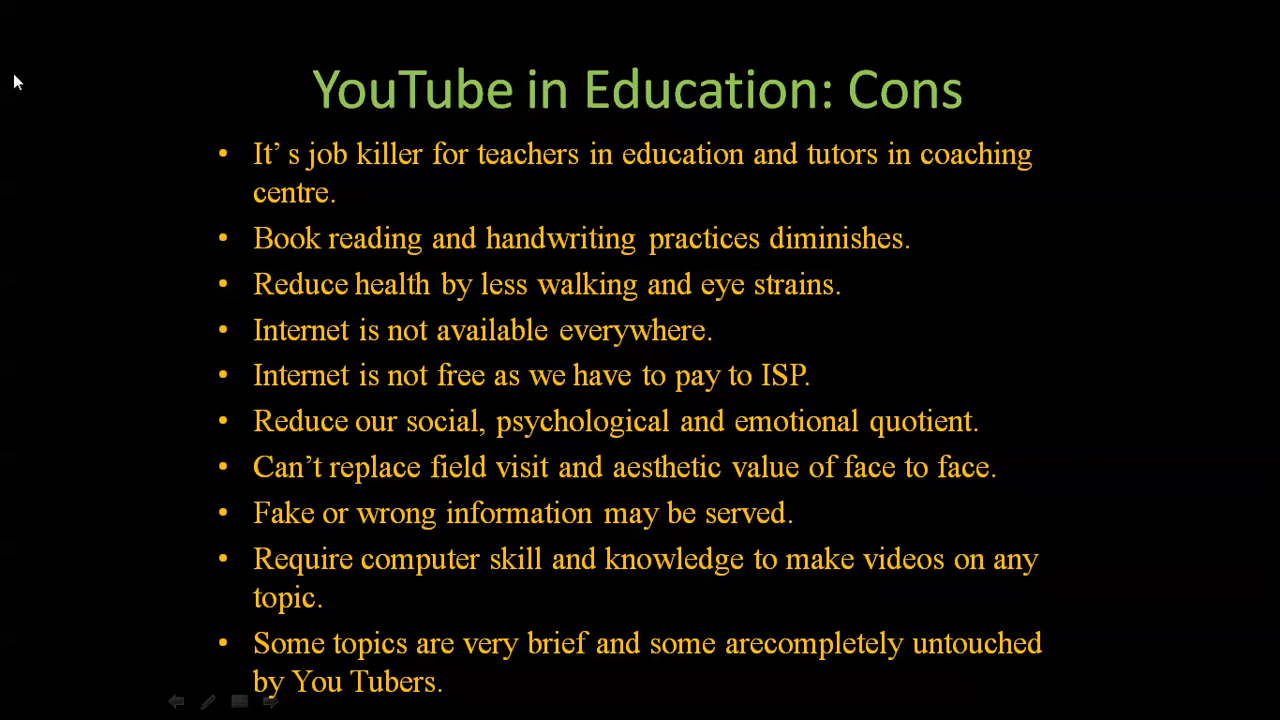 YouTube in Education: Cons
• It’ s job killer for teachers in education and tutors in coaching
centre.
• Book reading and handwriting practices diminishes.
• Reduce health by less walking and eye strains.
• Internet is not available everywhere.
• Internet is not free as we have to pay to ISP.
• Reduce our social, psychological and emotional quotient.
• Can’t replace field visit and aesthetic value of face to face.
• Fake or wrong information may be served.
• Require computer skill and knowledge to make videos on any
topic.
• Some topics are very brief and some arecompletely untouched
by You Tubers.